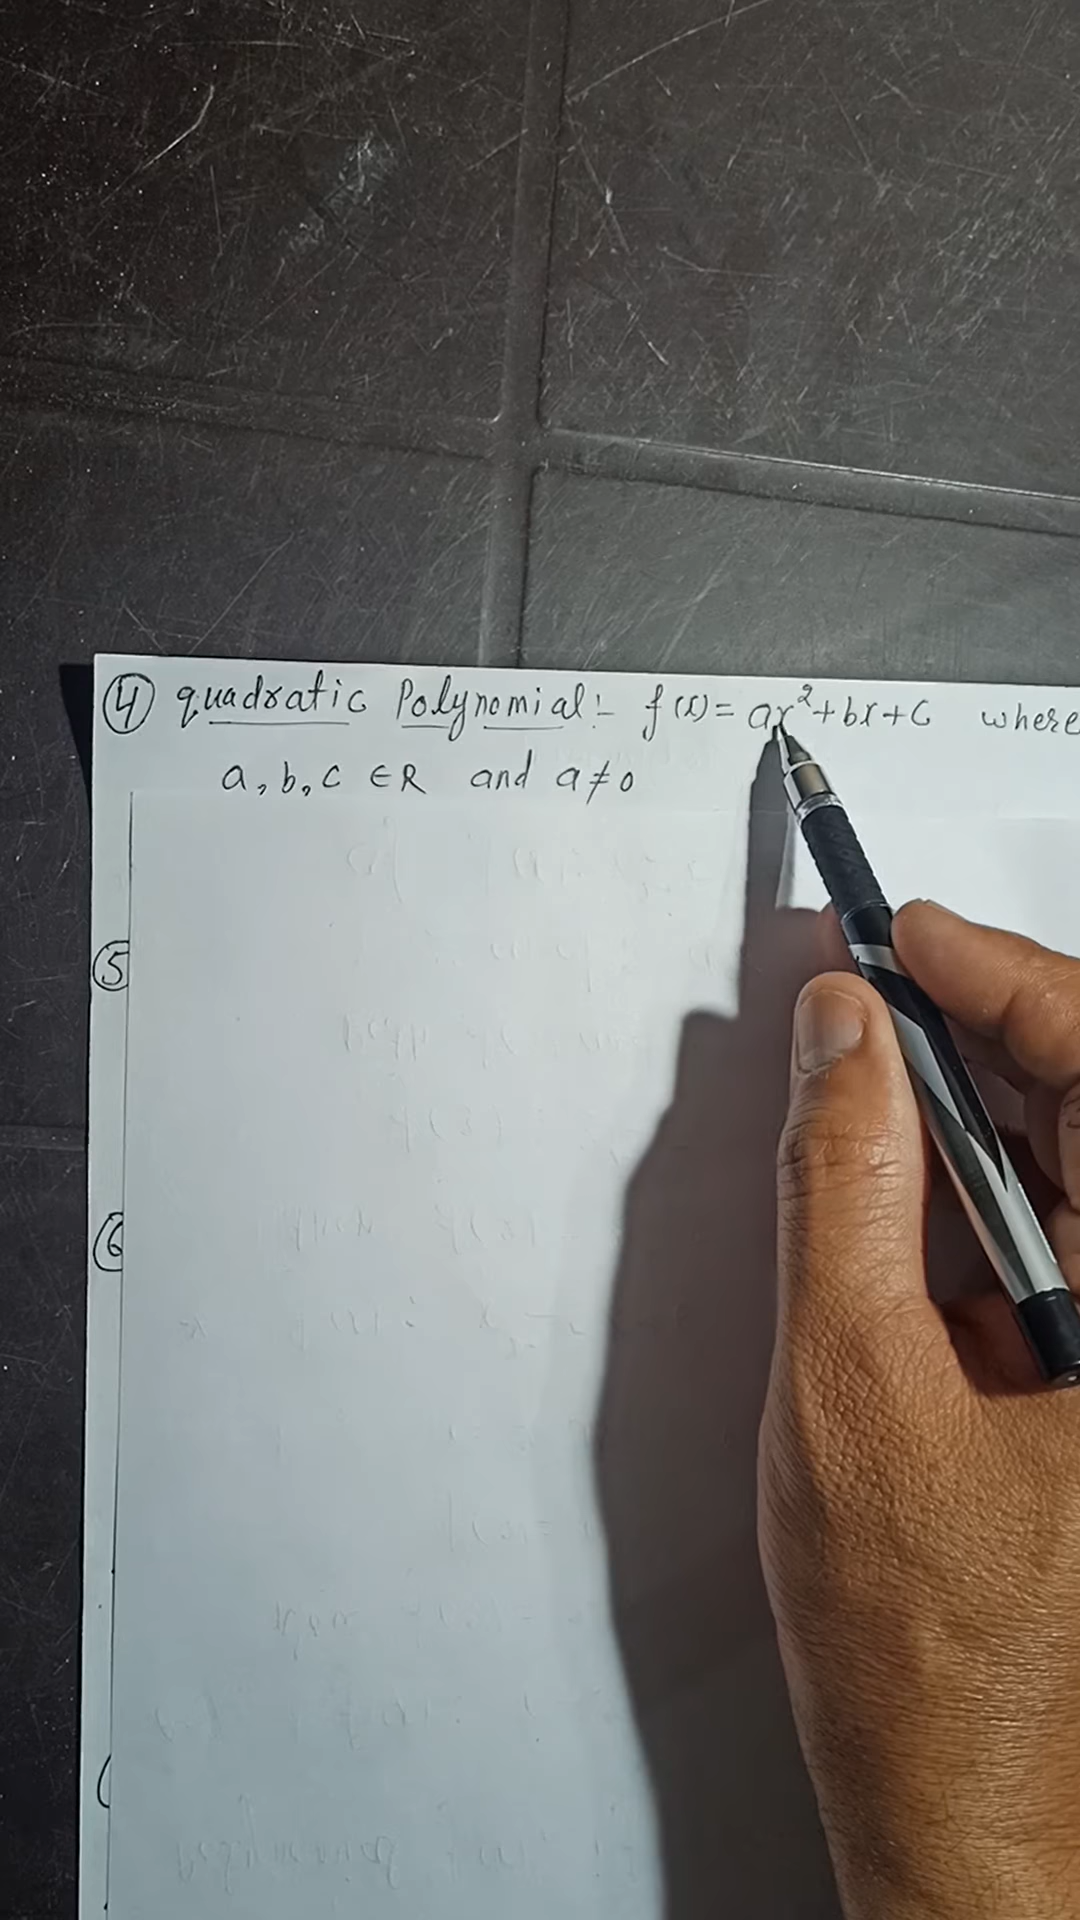 ④ quadratic Polynomial:- f(x) = ax²+bx+c where
a, b, c ∈R and a≠0
⑤
⑥